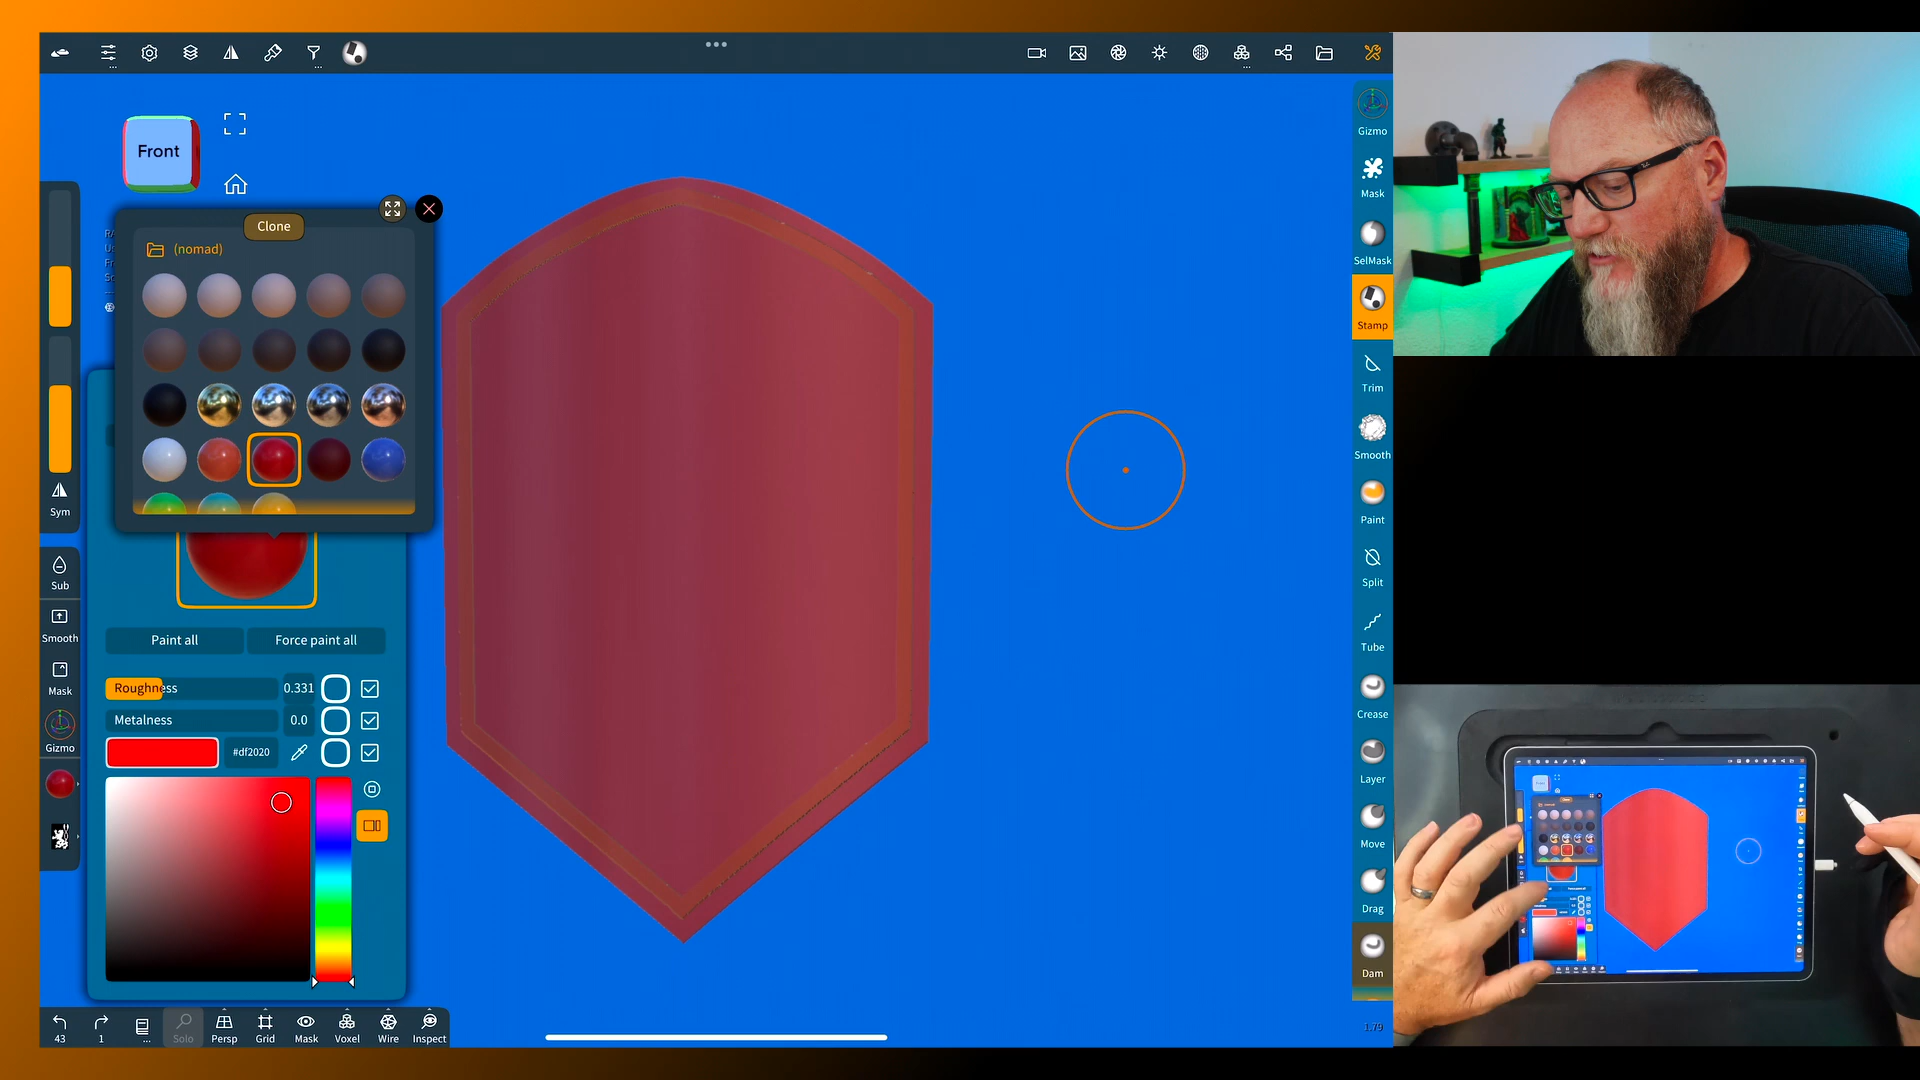 Front
Clone
(nomad)
Sym
Sub
Smooth
Mask
Gizmo
Paint all
Force paint all
Roughness
0.331
Metalness
0.0
#df2020
43
1
...
Solo
Persp
Grid
Mask
Voxel
Wire
Inspect
Gizmo
Mask
SelMask
Stamp
Trim
Smooth
Paint
Split
Tube
Crease
Layer
Move
Drag
Dam
1.79